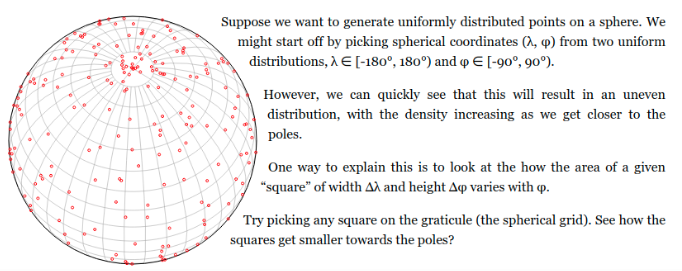 Suppose we want to generate uniformly distributed points on a sphere. We
might start off by picking spherical coordinates (λ, φ) from two uniform
distributions, λ ∈ [-180º, 180º) and φ ∈ [-90º, 90º).
However, we can quickly see that this will result in an uneven
distribution, with the density increasing as we get closer to the
poles.
One way to explain this is to look at the how the area of a given
“square” of width Δλ and height Δφ varies with φ.
Try picking any square on the graticule (the spherical grid). See how the
squares get smaller towards the poles?